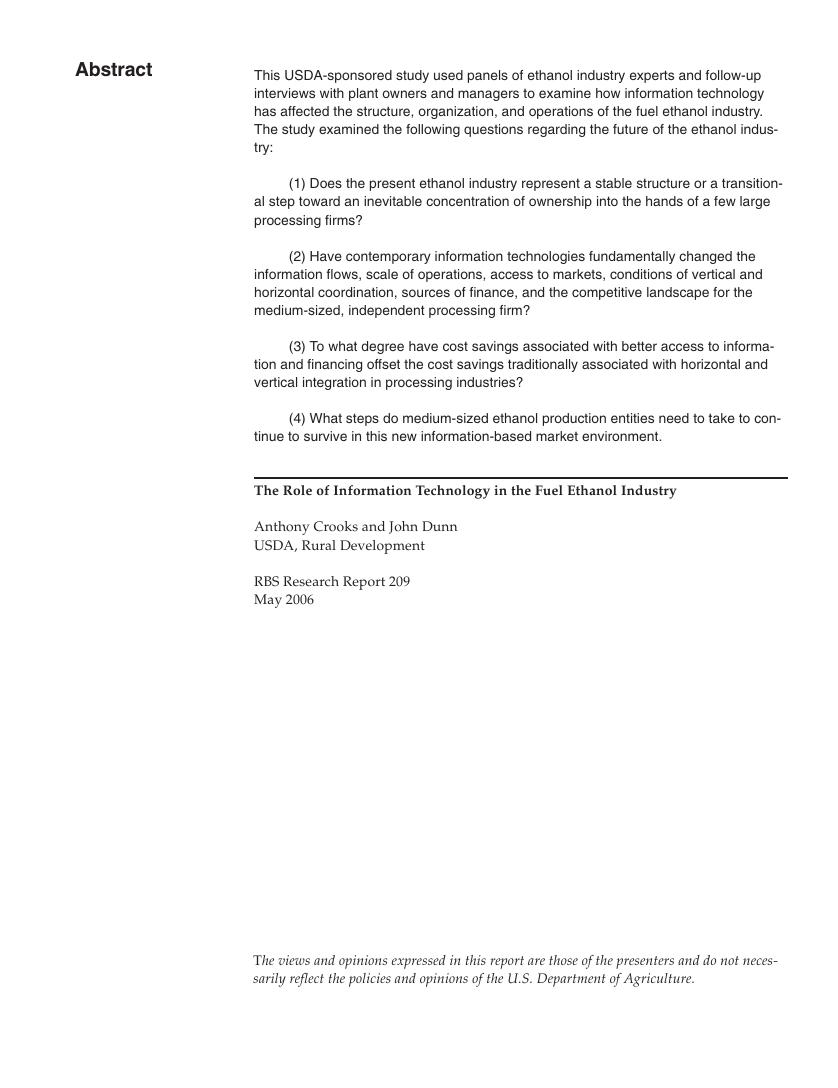 Abstract
This USDA-sponsored study used panels of ethanol industry experts and follow-up
interviews with plant owners and managers to examine how information technology
has affected the structure, organization, and operations of the fuel ethanol industry.
The study examined the following questions regarding the future of the ethanol indus-
try:
(1) Does the present ethanol industry represent a stable structure or a transition-
al step toward an inevitable concentration of ownership into the hands of a few large
processing firms?
(2) Have contemporary information technologies fundamentally changed the
information flows, scale of operations, access to markets, conditions of vertical and
horizontal coordination, sources of finance, and the competitive landscape for the
medium-sized, independent processing firm?
(3) To what degree have cost savings associated with better access to informa-
tion and financing offset the cost savings traditionally associated with horizontal and
vertical integration in processing industries?
(4) What steps do medium-sized ethanol production entities need to take to con-
tinue to survive in this new information-based market environment.
The Role of Information Technology in the Fuel Ethanol Industry
Anthony Crooks and John Dunn
USDA, Rural Development
RBS Research Report 209
May 2006
The views and opinions expressed in this report are those of the presenters and do not neces-
sarily reflect the policies and opinions of the U.S. Department of Agriculture.